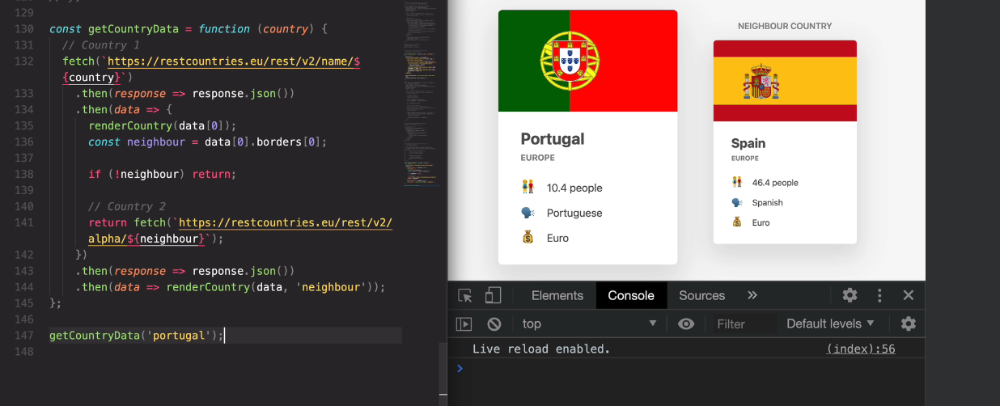 129
130 const getCountryData = function (country) {
131 // Country 1
132 fetch(`https://restcountries.eu/rest/v2/name/$
{country}`)
133 .then(response => response.json())
134 .then(data => {
135 renderCountry(data[0]);
136 const neighbour = data[0].borders[0];
137
138 if (!neighbour) return;
139
140 // Country 2
141 return fetch(`https://restcountries.eu/rest/v2/
alpha/${neighbour}`);
142 })
143 .then(response => response.json())
144 .then(data => renderCountry(data, 'neighbour'));
145 };
146
147 getCountryData('portugal');
148
Portugal
EUROPE
10.4 people
Portuguese
Euro
NEIGHBOUR COUNTRY
Spain
EUROPE
46.4 people
Spanish
Euro
Elements Console Sources »
top Filter Default levels
Live reload enabled. (index):56